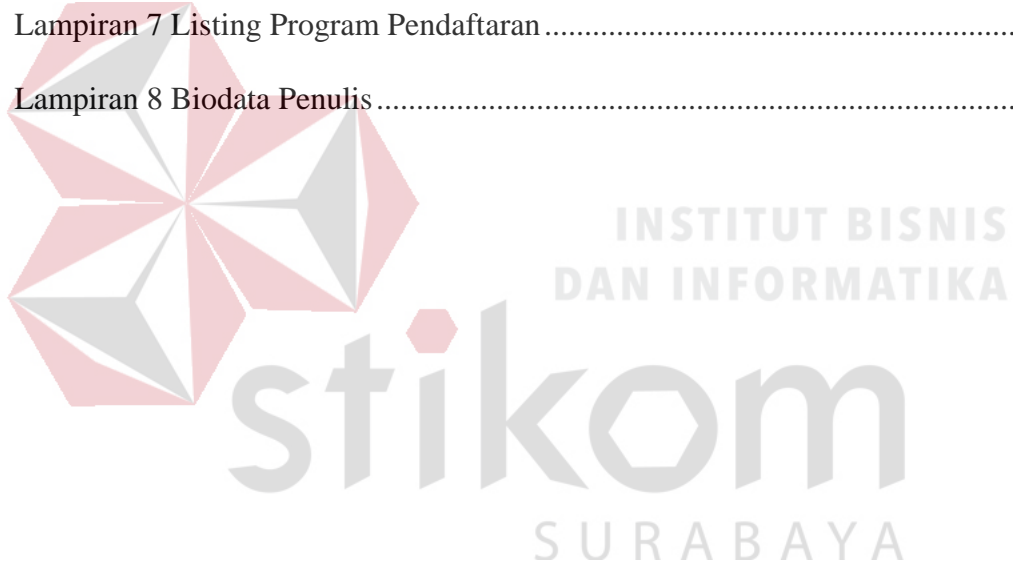 Lampiran 7 Listing Program Pendaftaran ..........................................................
Lampiran 8 Biodata Penulis ...............................................................................
INSTITUT BISNIS
DAN INFORMATIKA
stikom
SURABAYA